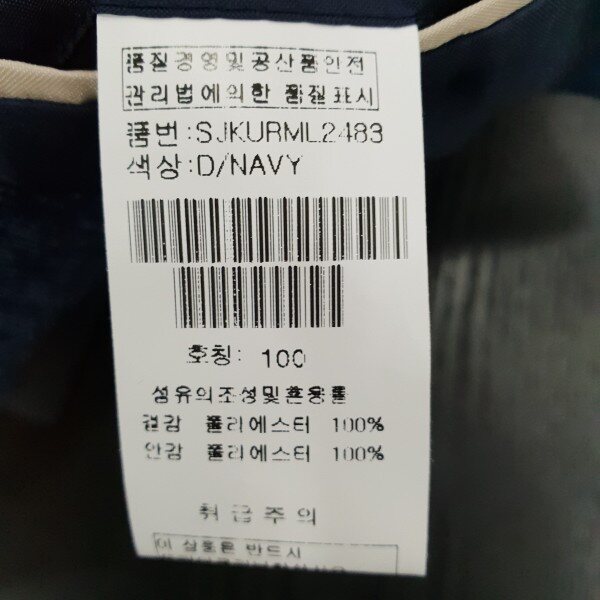 품질경영및공산품안전
관리법에의한 품질표시
품번:SJKURML2483
색상:D/NAVY
호칭: 100
섬유의조성및혼용률
겉감 폴리에스터 100%
안감 폴리에스터 100%
취급주의
이 상품은 반드시